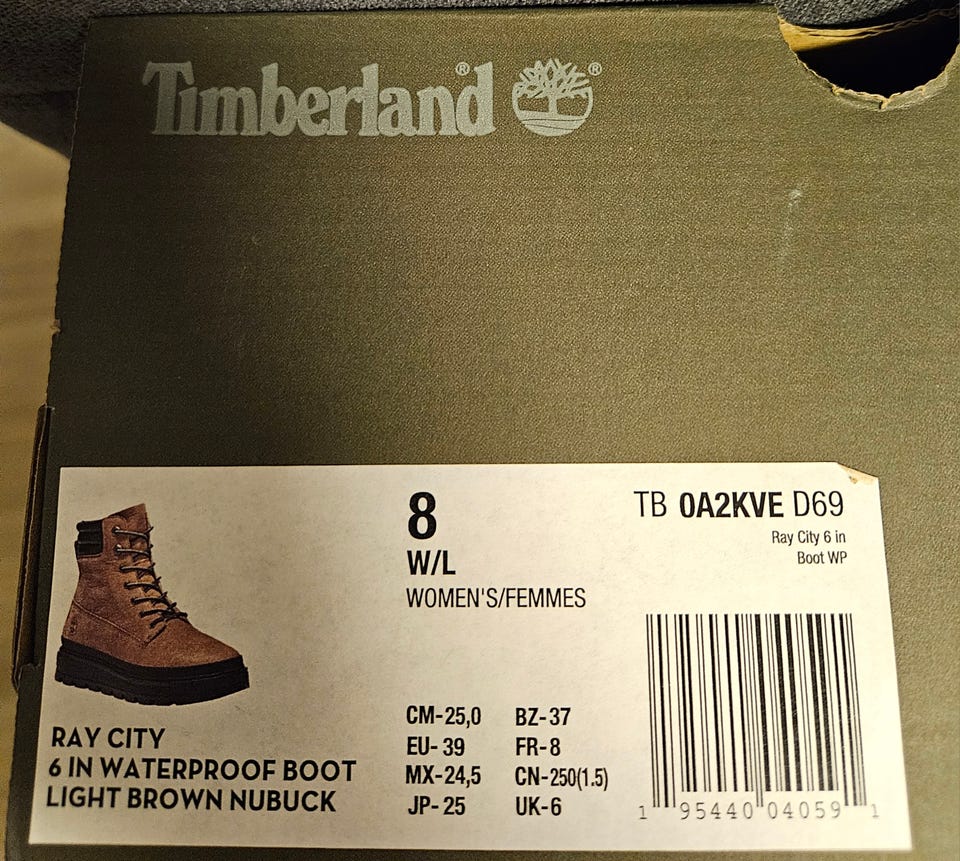 Timberland® ®
8
W/L
WOMEN'S/FEMMES
TB 0A2KVE D69
Ray City 6 in
Boot WP
RAY CITY
6 IN WATERPROOF BOOT
LIGHT BROWN NUBUCK
CM-25,0 BZ-37
EU-39 FR-8
MX-24,5 CN-250(1.5)
JP-25 UK-6
1 95440 04059 1